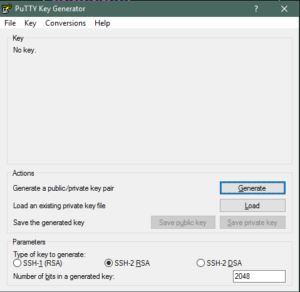 PuTTY Key Generator
?
File Key Conversions Help
Key
No key.
Actions
Generate a public/private key pair
Generate
Load an existing private key file
Load
Save the generated key
Save public key
Save private key
Parameters
Type of key to generate:
SSH-1 (RSA)
SSH-2 RSA
SSH-2 DSA
Number of bits in a generated key:
2048